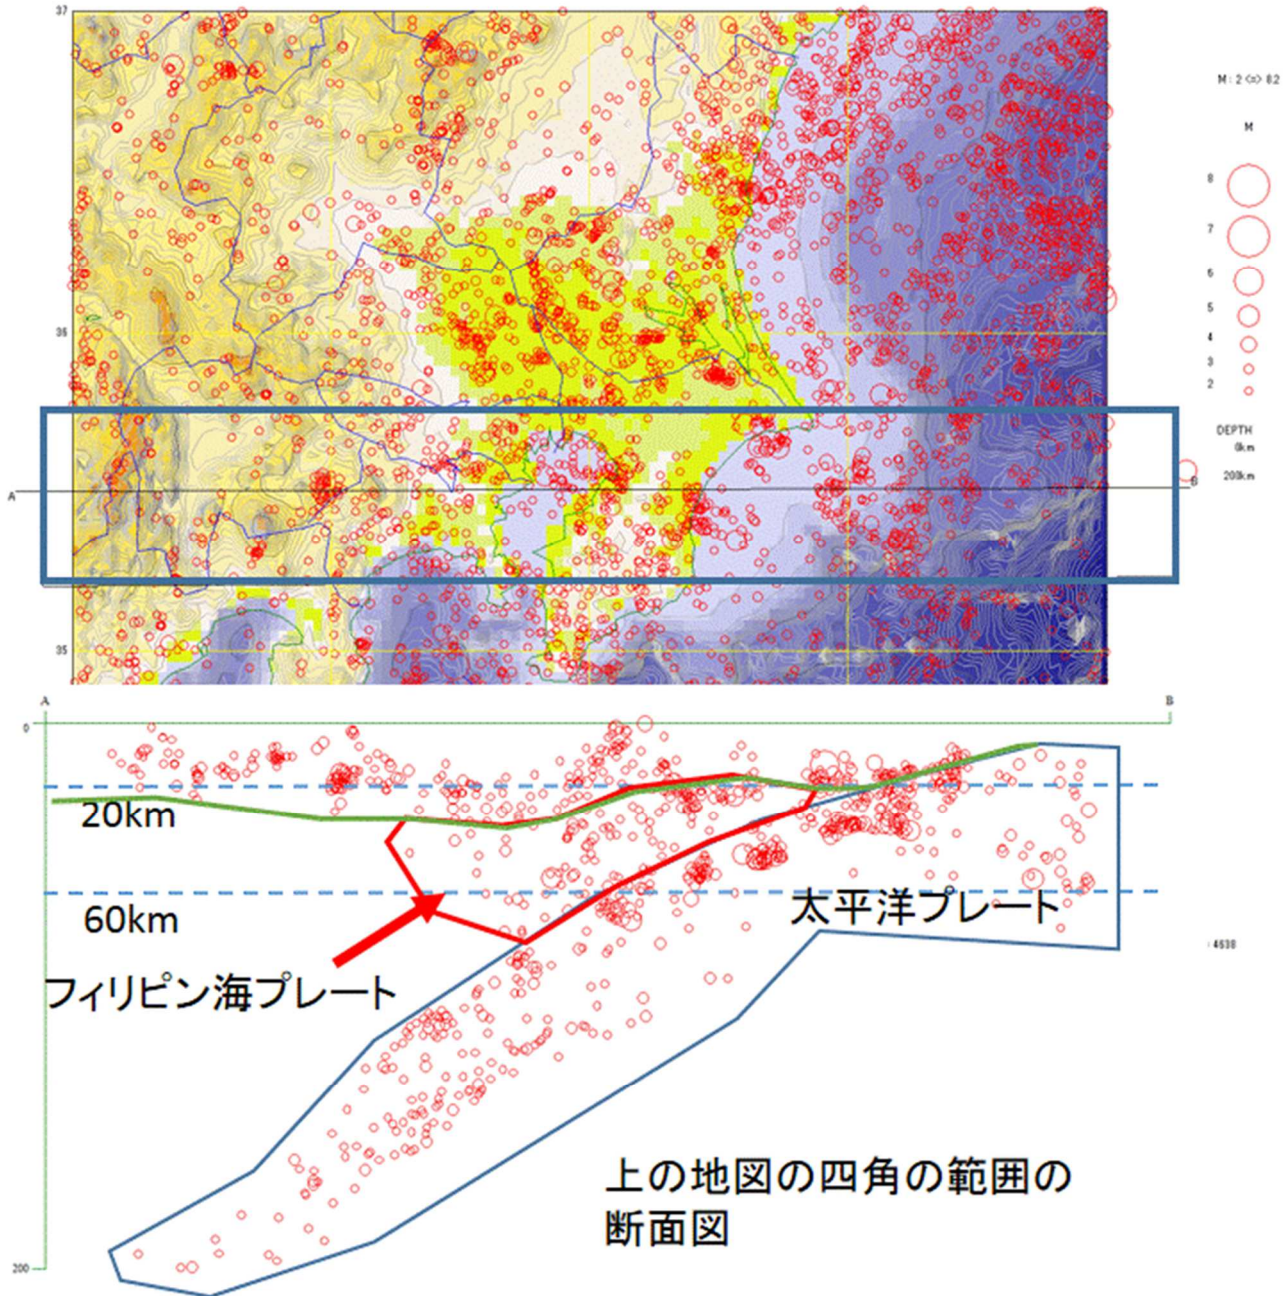 37
M : 2 <=> 8.2
M
8
7
6
5
4
3
2
36
DEPTH
0km
200km
A
B
35
A
B
0
20km
60km
太平洋プレート
: 4638
フィリピン海プレート
上の地図の四角の範囲の
断面図
200